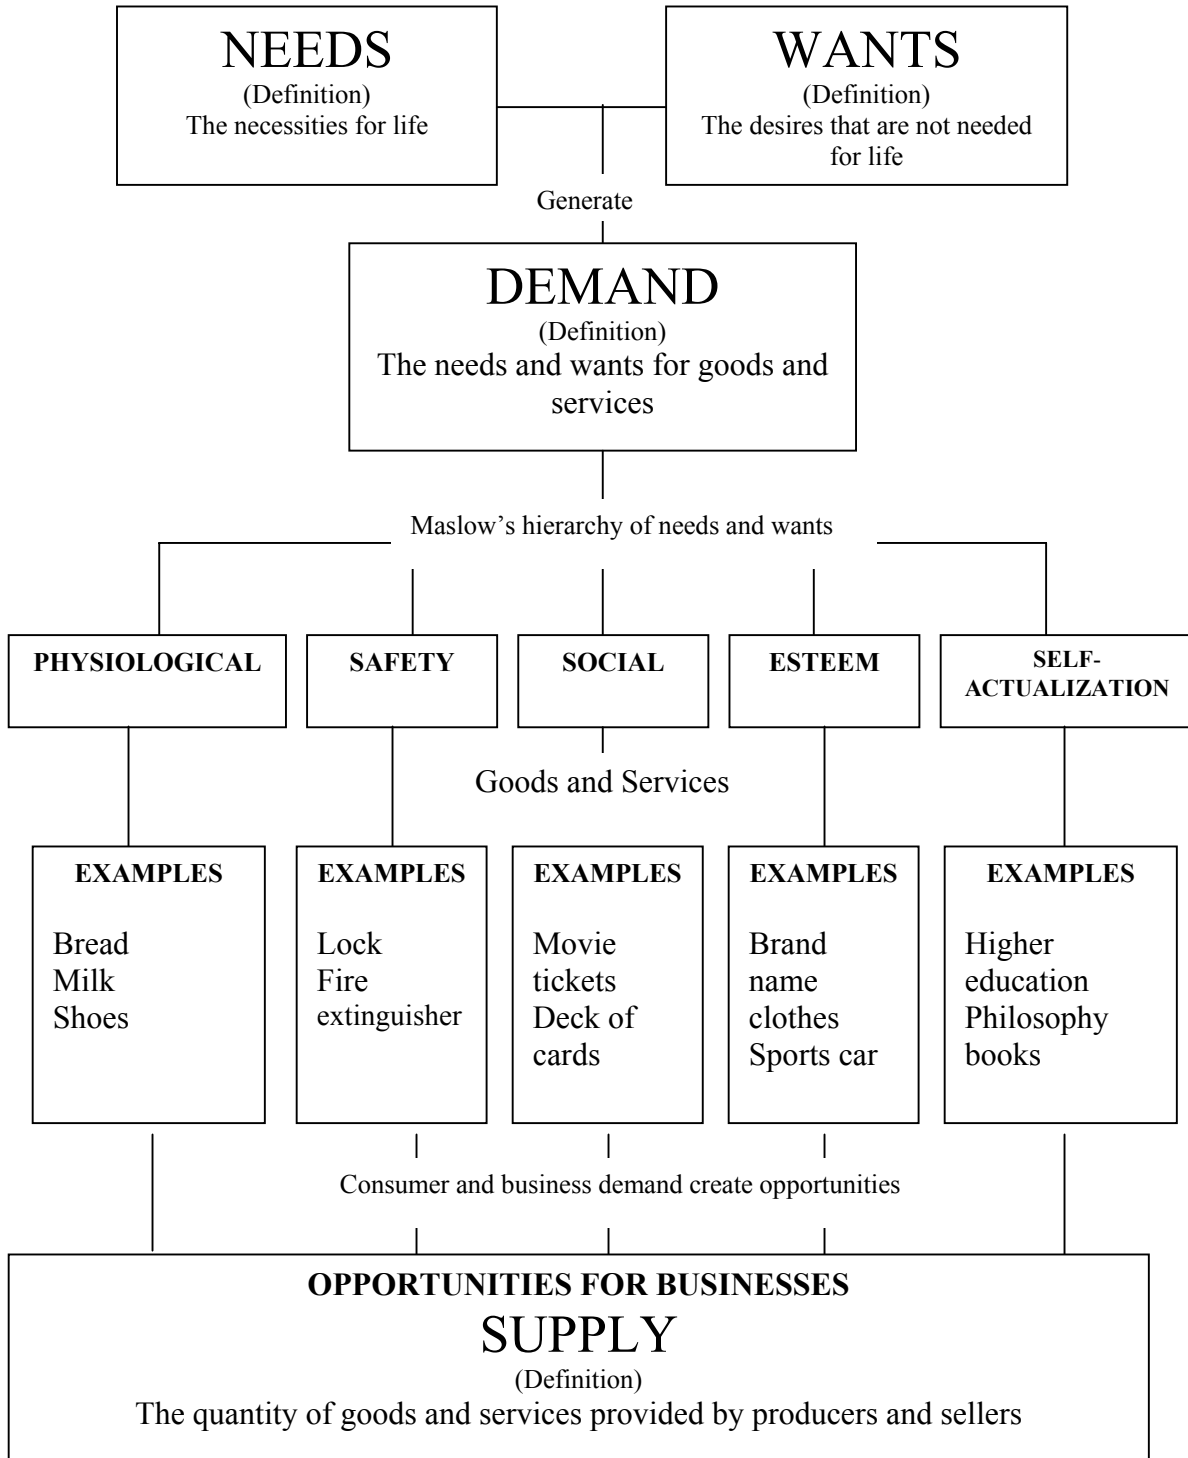 NEEDS
(Definition)
The necessities for life
WANTS
(Definition)
The desires that are not needed
for life
Generate
DEMAND
(Definition)
The needs and wants for goods and
services
Maslow’s hierarchy of needs and wants
PHYSIOLOGICAL
SAFETY
SOCIAL
ESTEEM
SELF-
ACTUALIZATION
Goods and Services
EXAMPLES
Bread
Milk
Shoes
EXAMPLES
Lock
Fire
extinguisher
EXAMPLES
Movie
tickets
Deck of
cards
EXAMPLES
Brand
name
clothes
Sports car
EXAMPLES
Higher
education
Philosophy
books
Consumer and business demand create opportunities
OPPORTUNITIES FOR BUSINESSES
SUPPLY
(Definition)
The quantity of goods and services provided by producers and sellers